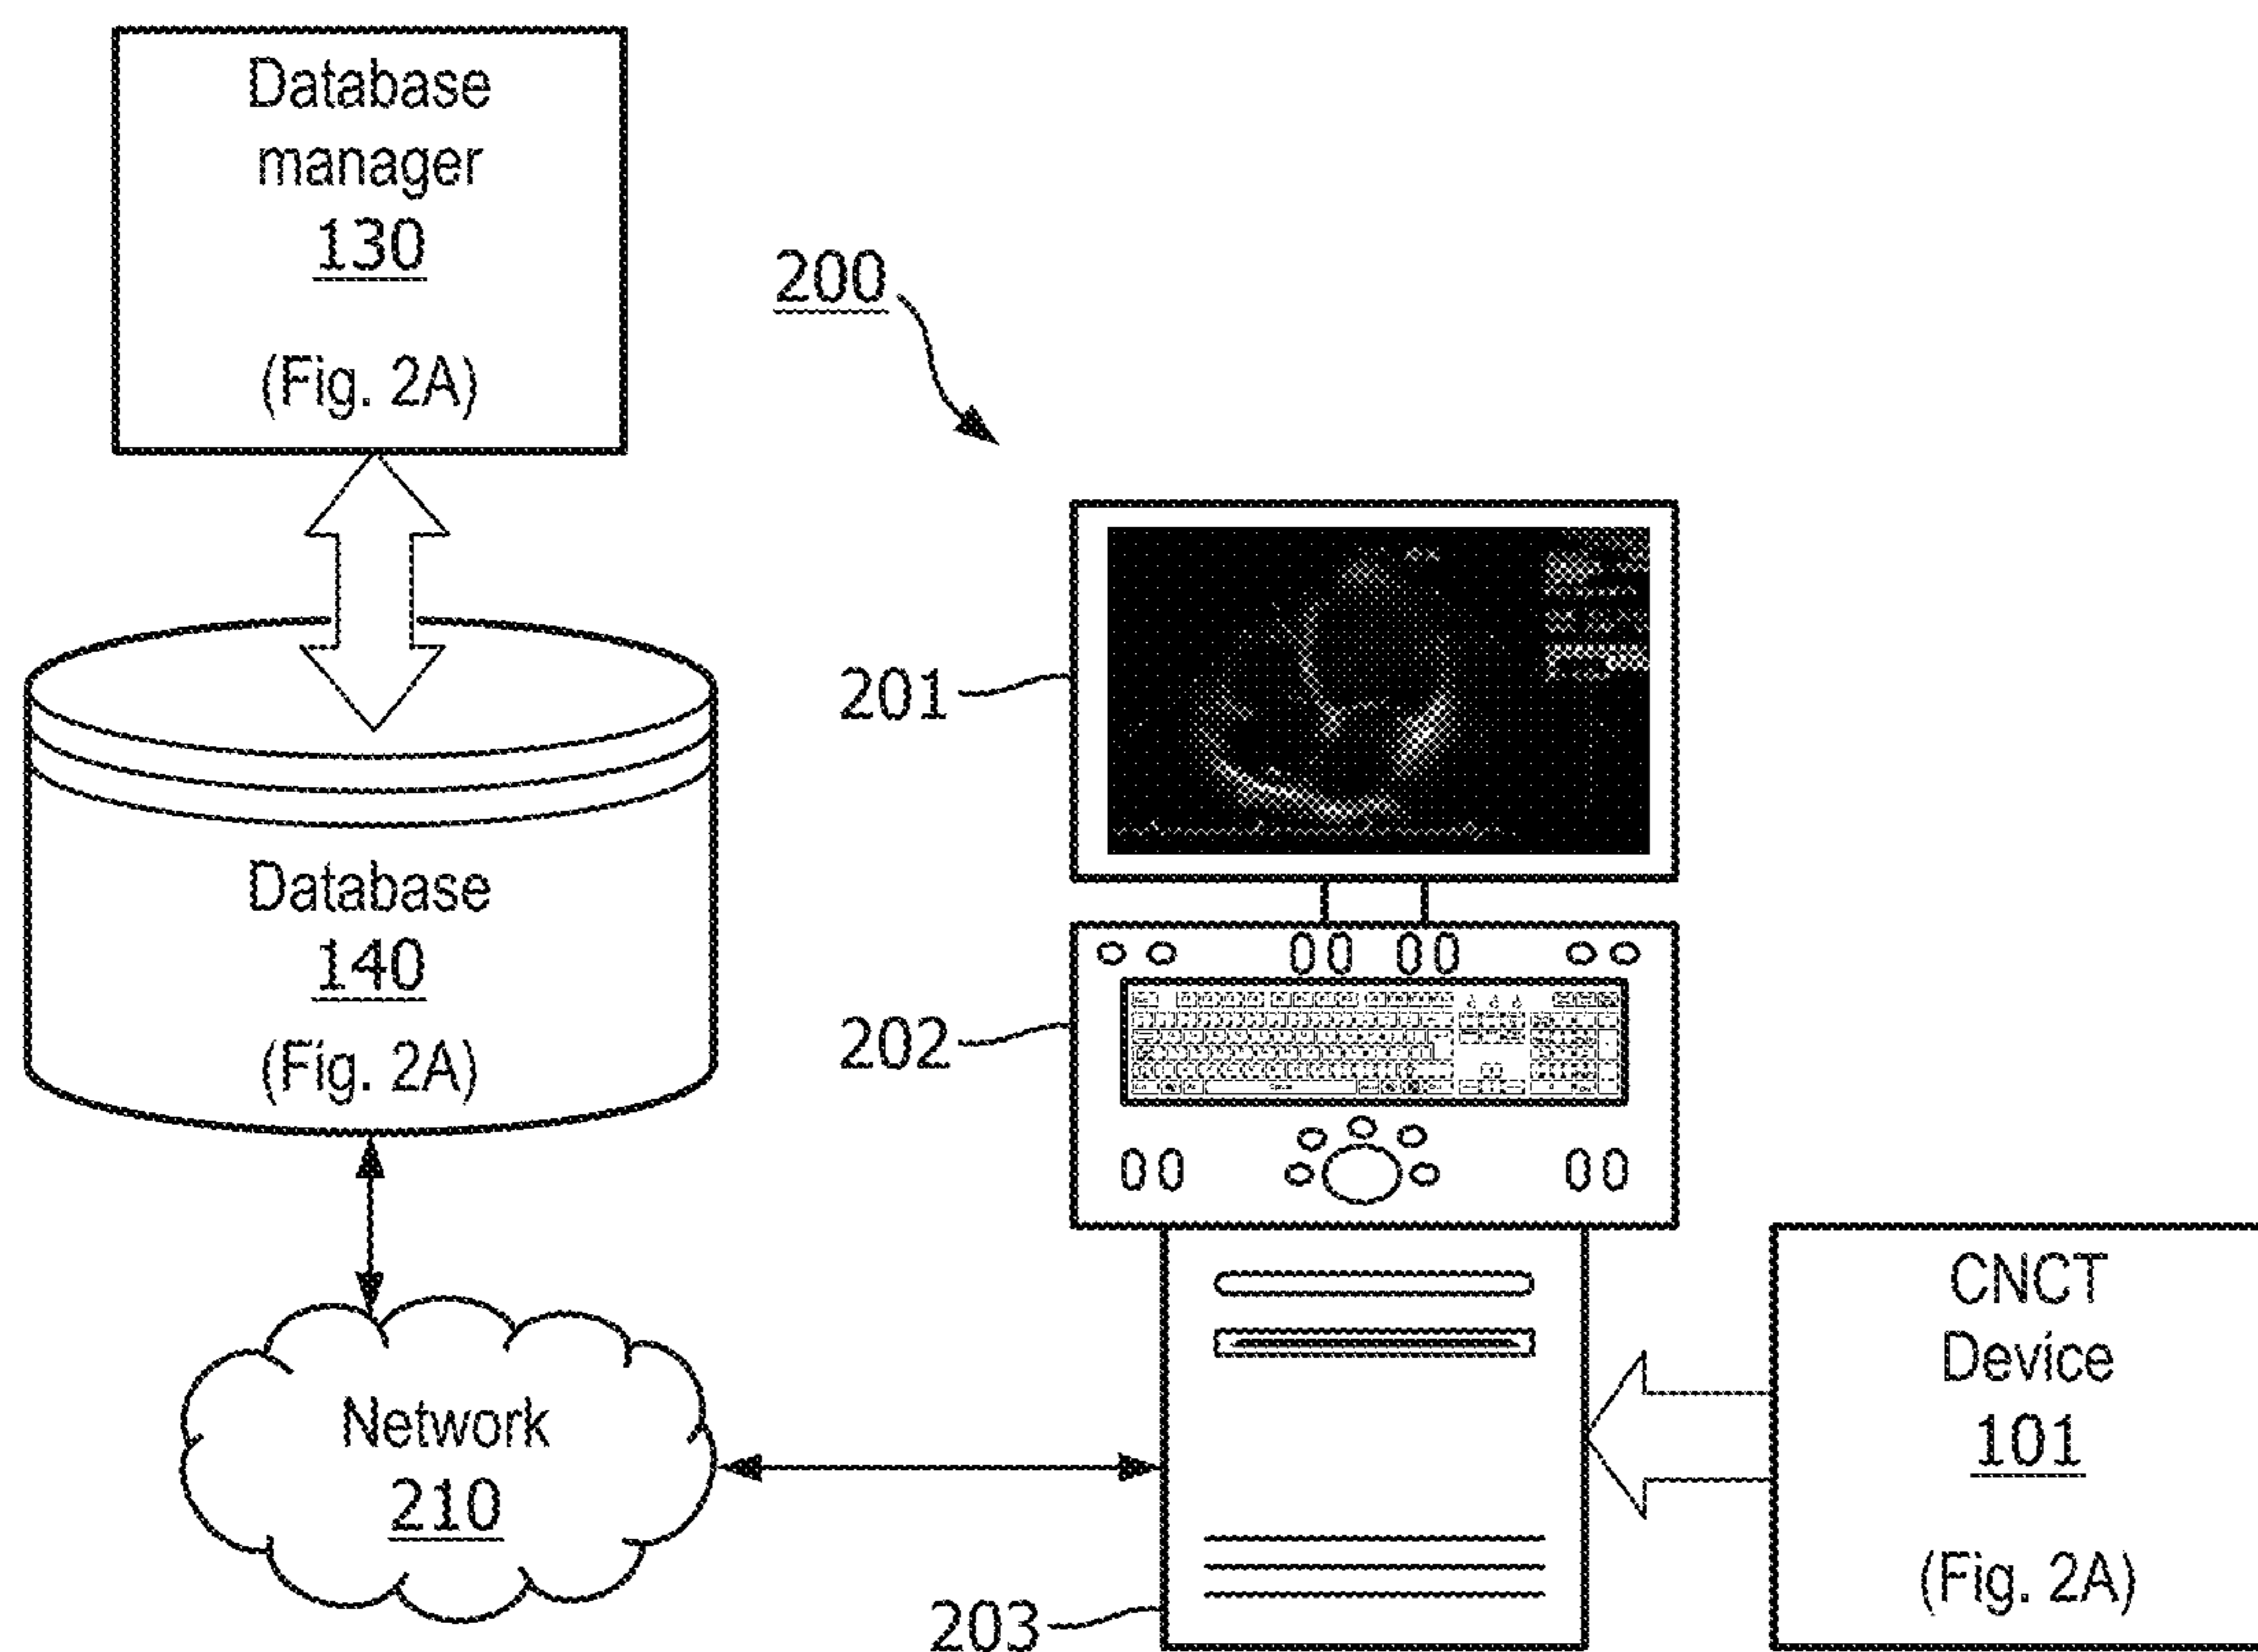 Database
manager
130
(Fig. 2A)
200
201
Database
140
(Fig. 2A)
202
Network
210
203
CNCT
Device
101
(Fig. 2A)